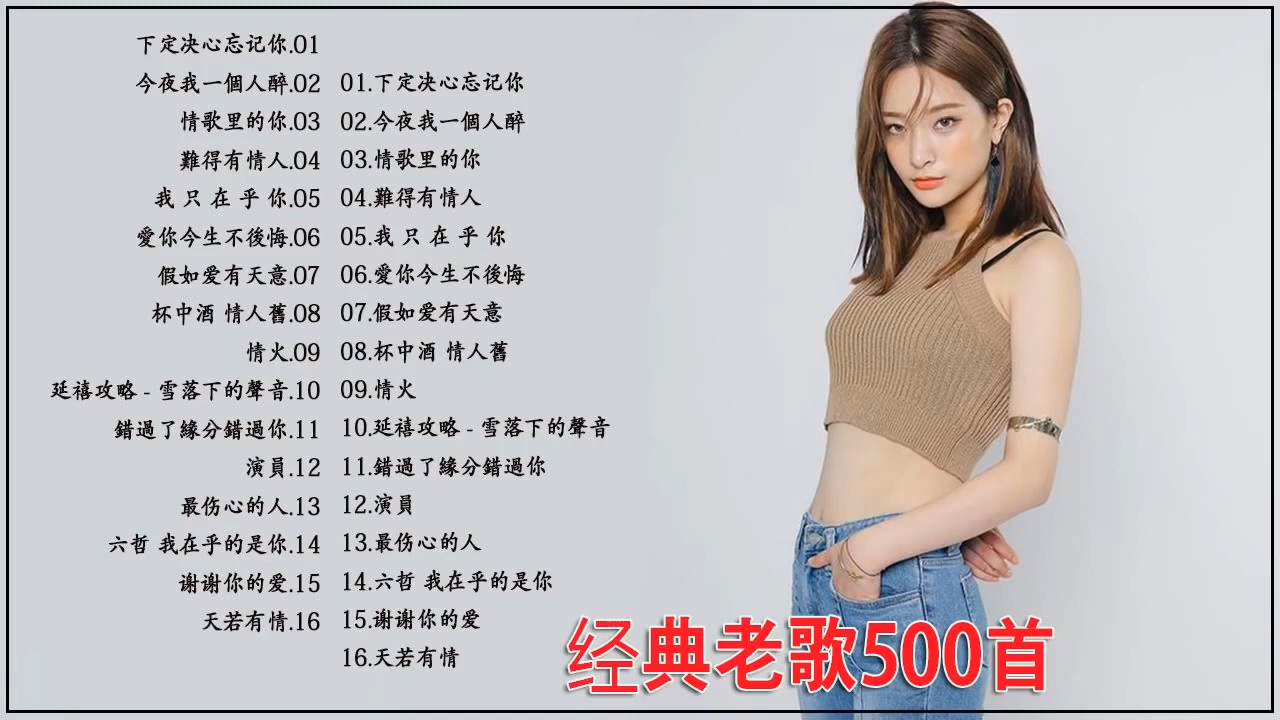 下定决心忘记你.01
今夜我一個人醉.02
情歌里的你.03
難得有情人.04
我 只 在 乎 你.05
愛你今生不後悔.06
假如爱有天意.07
杯中酒 情人舊.08
情火.09
延禧攻略 - 雪落下的聲音.10
錯過了緣分錯過你.11
演員.12
最伤心的人.13
六哲 我在乎的是你.14
谢谢你的爱.15
天若有情.16
01.下定决心忘记你
02.今夜我一個人醉
03.情歌里的你
04.難得有情人
05.我 只 在 乎 你
06.愛你今生不後悔
07.假如爱有天意
08.杯中酒 情人舊
09.情火
10.延禧攻略 - 雪落下的聲音
11.錯過了緣分錯過你
12.演員
13.最伤心的人
14.六哲 我在乎的是你
15.谢谢你的爱
16.天若有情
经典老歌500首